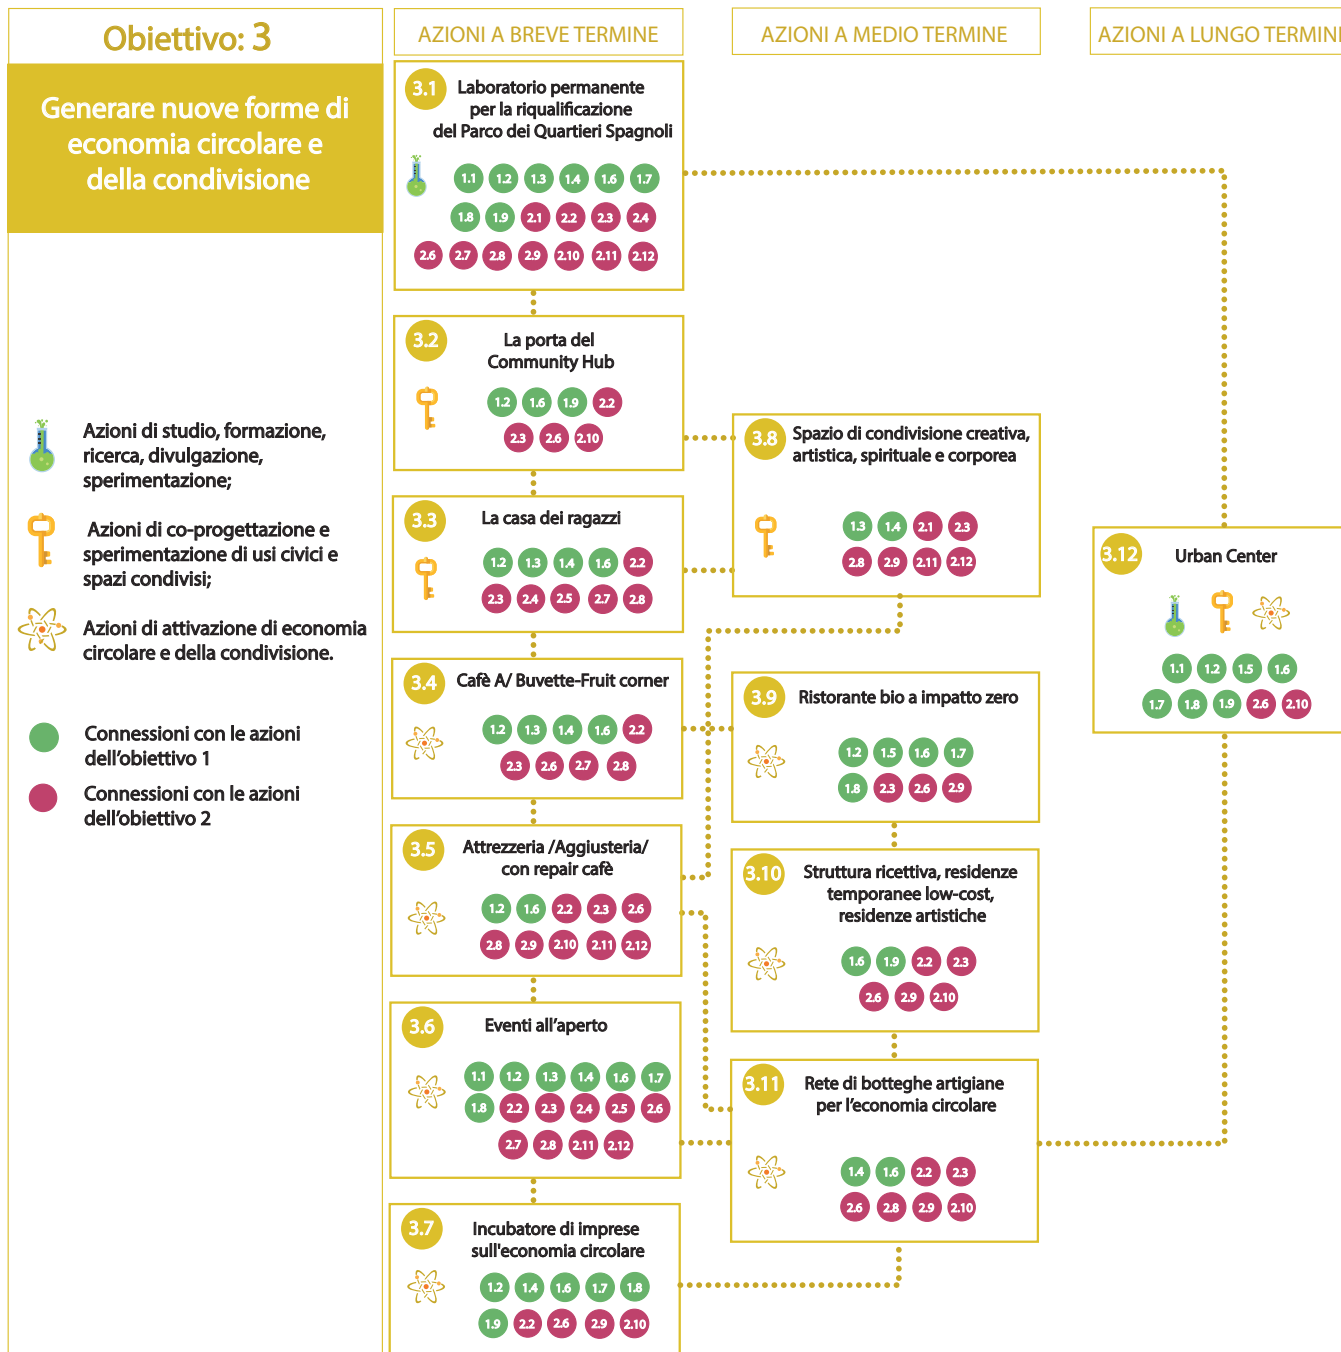 Obiettivo: 3
Generare nuove forme di
economia circolare e
della condivisione
Azioni di studio, formazione,
ricerca, divulgazione,
sperimentazione;
Azioni di co-progettazione e
sperimentazione di usi civici e
spazi condivisi;
Azioni di attivazione di economia
circolare e della condivisione.
Connessioni con le azioni
dell'obiettivo 1
Connessioni con le azioni
dell'obiettivo 2
AZIONI A BREVE TERMINE
3.1
Laboratorio permanente
per la riqualificazione
del Parco dei Quartieri Spagnoli
1.1 1.2 1.3 1.4 1.6 1.7
1.8 1.9 2.1 2.2 2.3 2.4
2.6 2.7 2.8 2.9 2.10 2.11 2.12
3.2
La porta del
Community Hub
1.2 1.6 1.9 2.2
2.3 2.6 2.10
3.3
La casa dei ragazzi
1.2 1.3 1.4 1.6 2.2
2.3 2.4 2.5 2.7 2.8
3.4
Cafè A/ Buvette-Fruit corner
1.2 1.3 1.4 1.6 2.2
2.3 2.6 2.7 2.8
3.5
Attrezzeria /Aggiusteria/
con repair cafè
1.2 1.6 2.2 2.3 2.6
2.8 2.9 2.10 2.11 2.12
3.6
Eventi all'aperto
1.1 1.2 1.3 1.4 1.6 1.7
1.8 2.2 2.3 2.4 2.5 2.6
2.7 2.8 2.11 2.12
3.7
Incubatore di imprese
sull'economia circolare
1.2 1.4 1.6 1.7 1.8
1.9 2.2 2.6 2.9 2.10
AZIONI A MEDIO TERMINE
3.8
Spazio di condivisione creativa,
artistica, spirituale e corporea
1.3 1.4 2.1 2.3
2.8 2.9 2.11 2.12
3.9
Ristorante bio a impatto zero
1.2 1.5 1.6 1.7
1.8 2.3 2.6 2.9
3.10
Struttura ricettiva, residenze
temporanee low-cost,
residenze artistiche
1.6 1.9 2.2 2.3
2.6 2.9 2.10
3.11
Rete di botteghe artigiane
per l'economia circolare
1.4 1.6 2.2 2.3
2.6 2.8 2.9 2.10
AZIONI A LUNGO TERMINE
3.12
Urban Center
1.1 1.2 1.5 1.6
1.7 1.8 1.9 2.6 2.10